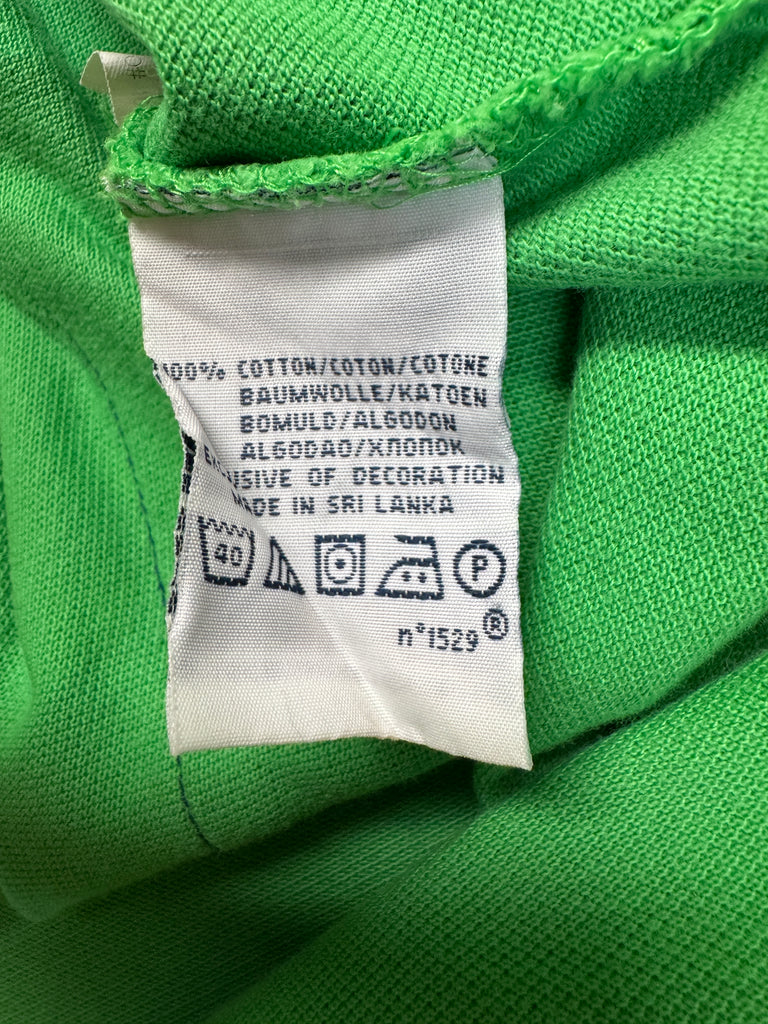 100% COTTON/COTON/COTONE
BAUMWOLLE/KATOEN
BOMULD/ALGODON
ALGODAO/ХЛОПОК
EXCLUSIVE OF DECORATION
MADE IN SRI LANKA
40 P
n°1529®